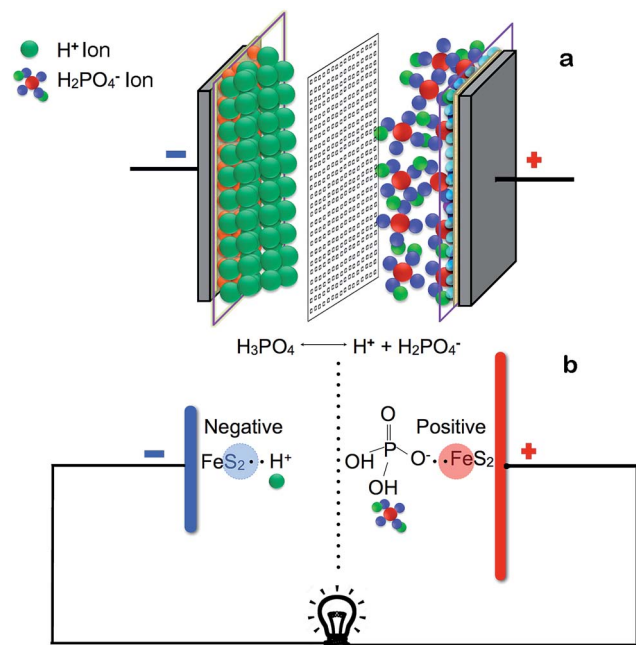 H⁺ Ion
H₂PO₄⁻ Ion
a
−
+
H₃PO₄ ⟷ H⁺ + H₂PO₄⁻
b
Negative
Positive
−
+
FeS₂ · · H⁺
O
P
OH
O⁻ · · FeS₂
OH